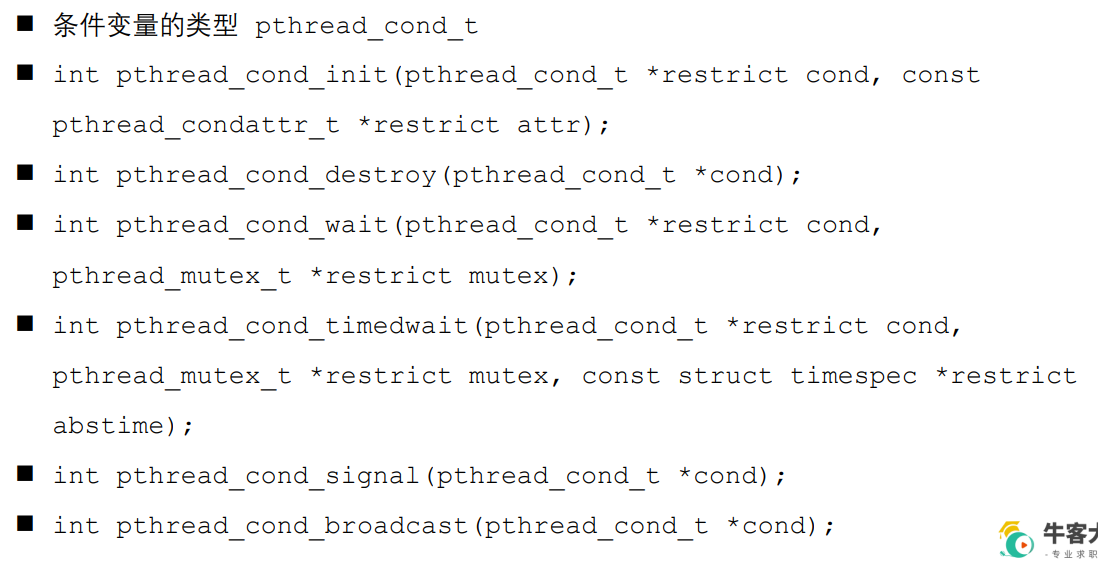 ■ 条件变量的类型 pthread_cond_t
■ int pthread_cond_init(pthread_cond_t *restrict cond, const
pthread_condattr_t *restrict attr);
■ int pthread_cond_destroy(pthread_cond_t *cond);
■ int pthread_cond_wait(pthread_cond_t *restrict cond,
pthread_mutex_t *restrict mutex);
■ int pthread_cond_timedwait(pthread_cond_t *restrict cond,
pthread_mutex_t *restrict mutex, const struct timespec *restrict
abstime);
■ int pthread_cond_signal(pthread_cond_t *cond);
■ int pthread_cond_broadcast(pthread_cond_t *cond);
牛客
-专业求职